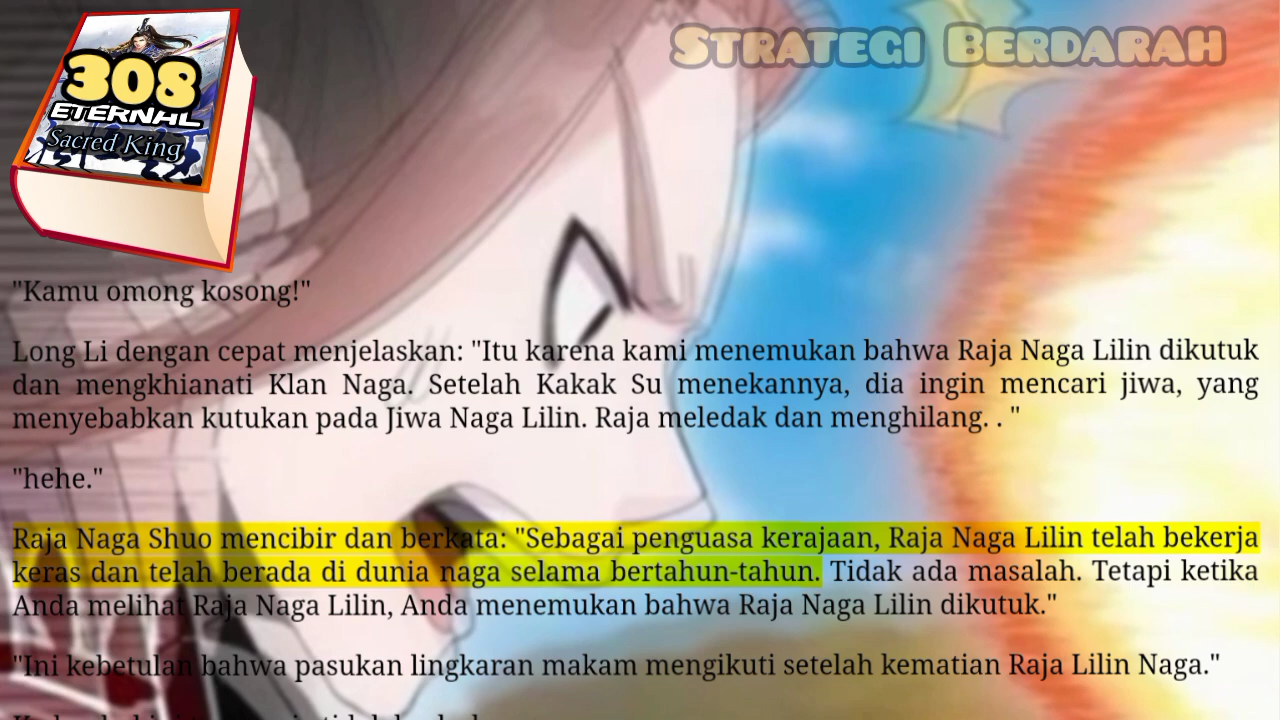 Strategi Berdarah
308
ETERNAL
Sacred King
"Kamu omong kosong!"
Long Li dengan cepat menjelaskan: "Itu karena kami menemukan bahwa Raja Naga Lilin dikutuk
dan mengkhianati Klan Naga. Setelah Kakak Su menekannya, dia ingin mencari jiwa, yang
menyebabkan kutukan pada Jiwa Naga Lilin. Raja meledak dan menghilang. . "
"hehe."
Raja Naga Shuo mencibir dan berkata: "Sebagai penguasa kerajaan, Raja Naga Lilin telah bekerja
keras dan telah berada di dunia naga selama bertahun-tahun. Tidak ada masalah. Tetapi ketika
Anda melihat Raja Naga Lilin, Anda menemukan bahwa Raja Naga Lilin dikutuk."
"Ini kebetulan bahwa pasukan lingkaran makam mengikuti setelah kematian Raja Lilin Naga."